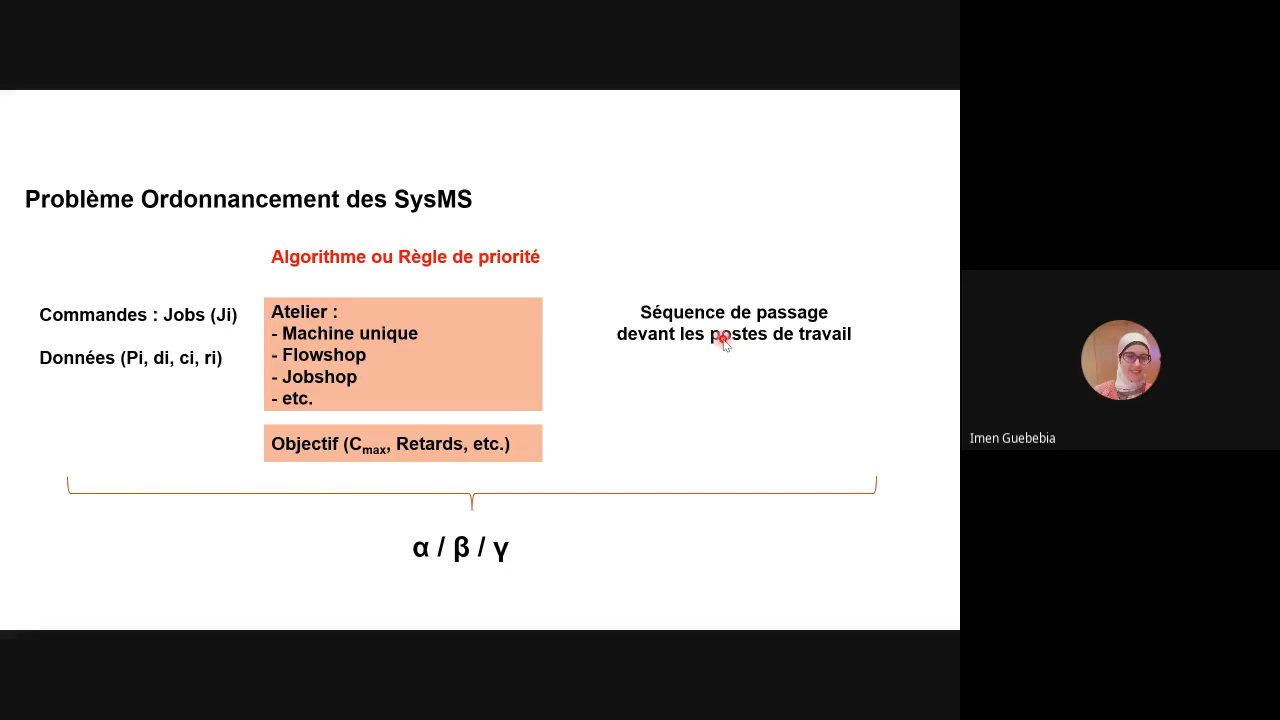 Problème Ordonnancement des SysMS
Algorithme ou Règle de priorité
Commandes : Jobs (Ji)
Données (Pi, di, ci, ri)
Atelier :
- Machine unique
- Flowshop
- Jobshop
- etc.
Objectif (Cmax, Retards, etc.)
Séquence de passage
devant les postes de travail
α / β / γ
Imen Guebebia